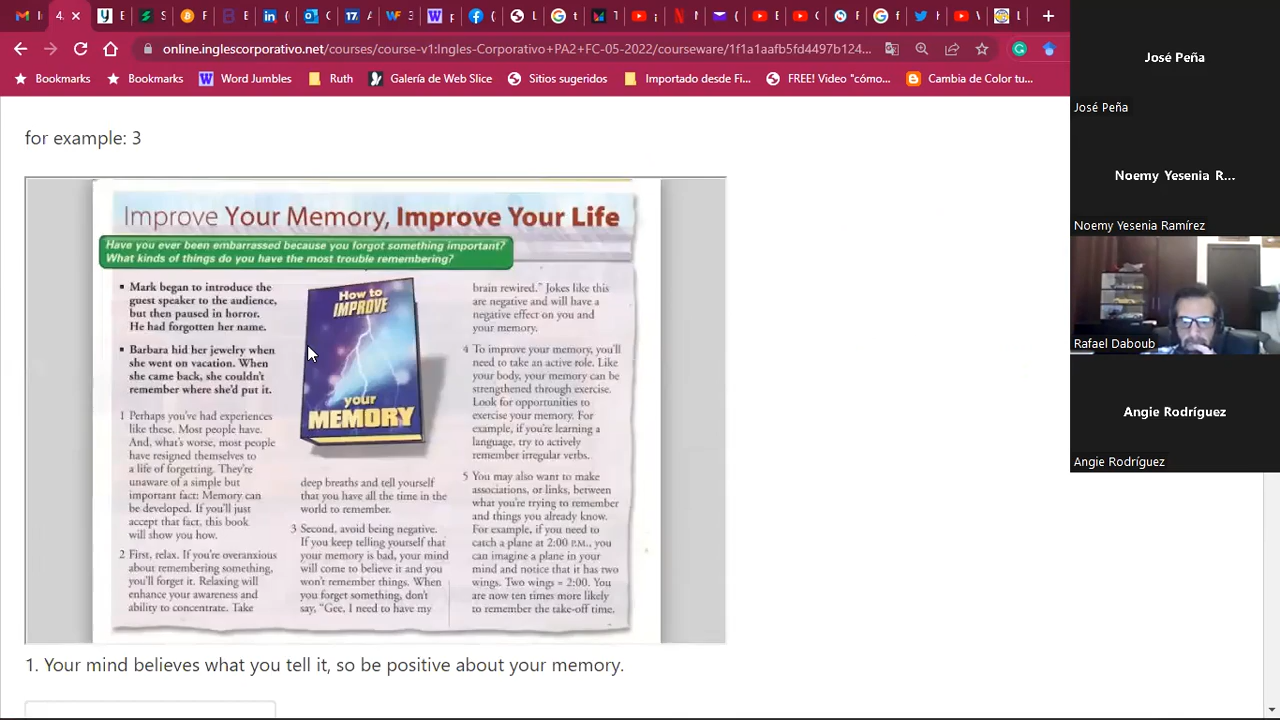 online.inglescorporativo.net/courses/course-v1:Ingles-Corporativo+PA2+FC-05-2022/courseware/1f1a1aafb5fd4497b124...
Bookmarks
Bookmarks
Word Jumbles
Ruth
Galería de Web Slice
Sitios sugeridos
Importado desde Fi...
FREE! Video "cómo...
Cambia de Color tu...
for example: 3
Improve Your Memory, Improve Your Life
Have you ever been embarrassed because you forgot something important?
What kinds of things do you have the most trouble remembering?
▪ Mark began to introduce the
guest speaker to the audience,
but then paused in horror.
He had forgotten her name.
▪ Barbara hid her jewelry when
she went on vacation. When
she came back, she couldn't
remember where she'd put it.
1 Perhaps you've had experiences
like these. Most people have.
And, what's worse, most people
have resigned themselves to
a life of forgetting. They're
unaware of a simple but
important fact: Memory can
be developed. If you'll just
accept that fact, this book
will show you how.
2 First, relax. If you're overanxious
about remembering something,
you'll forget it. Relaxing will
enhance your awareness and
ability to concentrate. Take
How to
IMPROVE
your
MEMORY
deep breaths and tell yourself
that you have all the time in the
world to remember.
3 Second, avoid being negative.
If you keep telling yourself that
your memory is bad, your mind
will come to believe it and you
won't remember things. When
you forget something, don't
say, "Gee, I need to have my
brain rewired." Jokes like this
are negative and will have a
negative effect on you and
your memory.
4 To improve your memory, you'll
need to take an active role. Like
your body, your memory can be
strengthened through exercise.
Look for opportunities to
exercise your memory. For
example, if you're learning a
language, try to actively
remember irregular verbs.
5 You may also want to make
associations, or links, between
what you're trying to remember
and things you already know.
For example, if you need to
catch a plane at 2:00 P.M., you
can imagine a plane in your
mind and notice that it has two
wings. Two wings = 2:00. You
are now ten times more likely
to remember the take-off time.
1. Your mind believes what you tell it, so be positive about your memory.
José Peña
José Peña
Noemy Yesenia R...
Noemy Yesenia Ramírez
Rafael Daboub
Angie Rodríguez
Angie Rodríguez